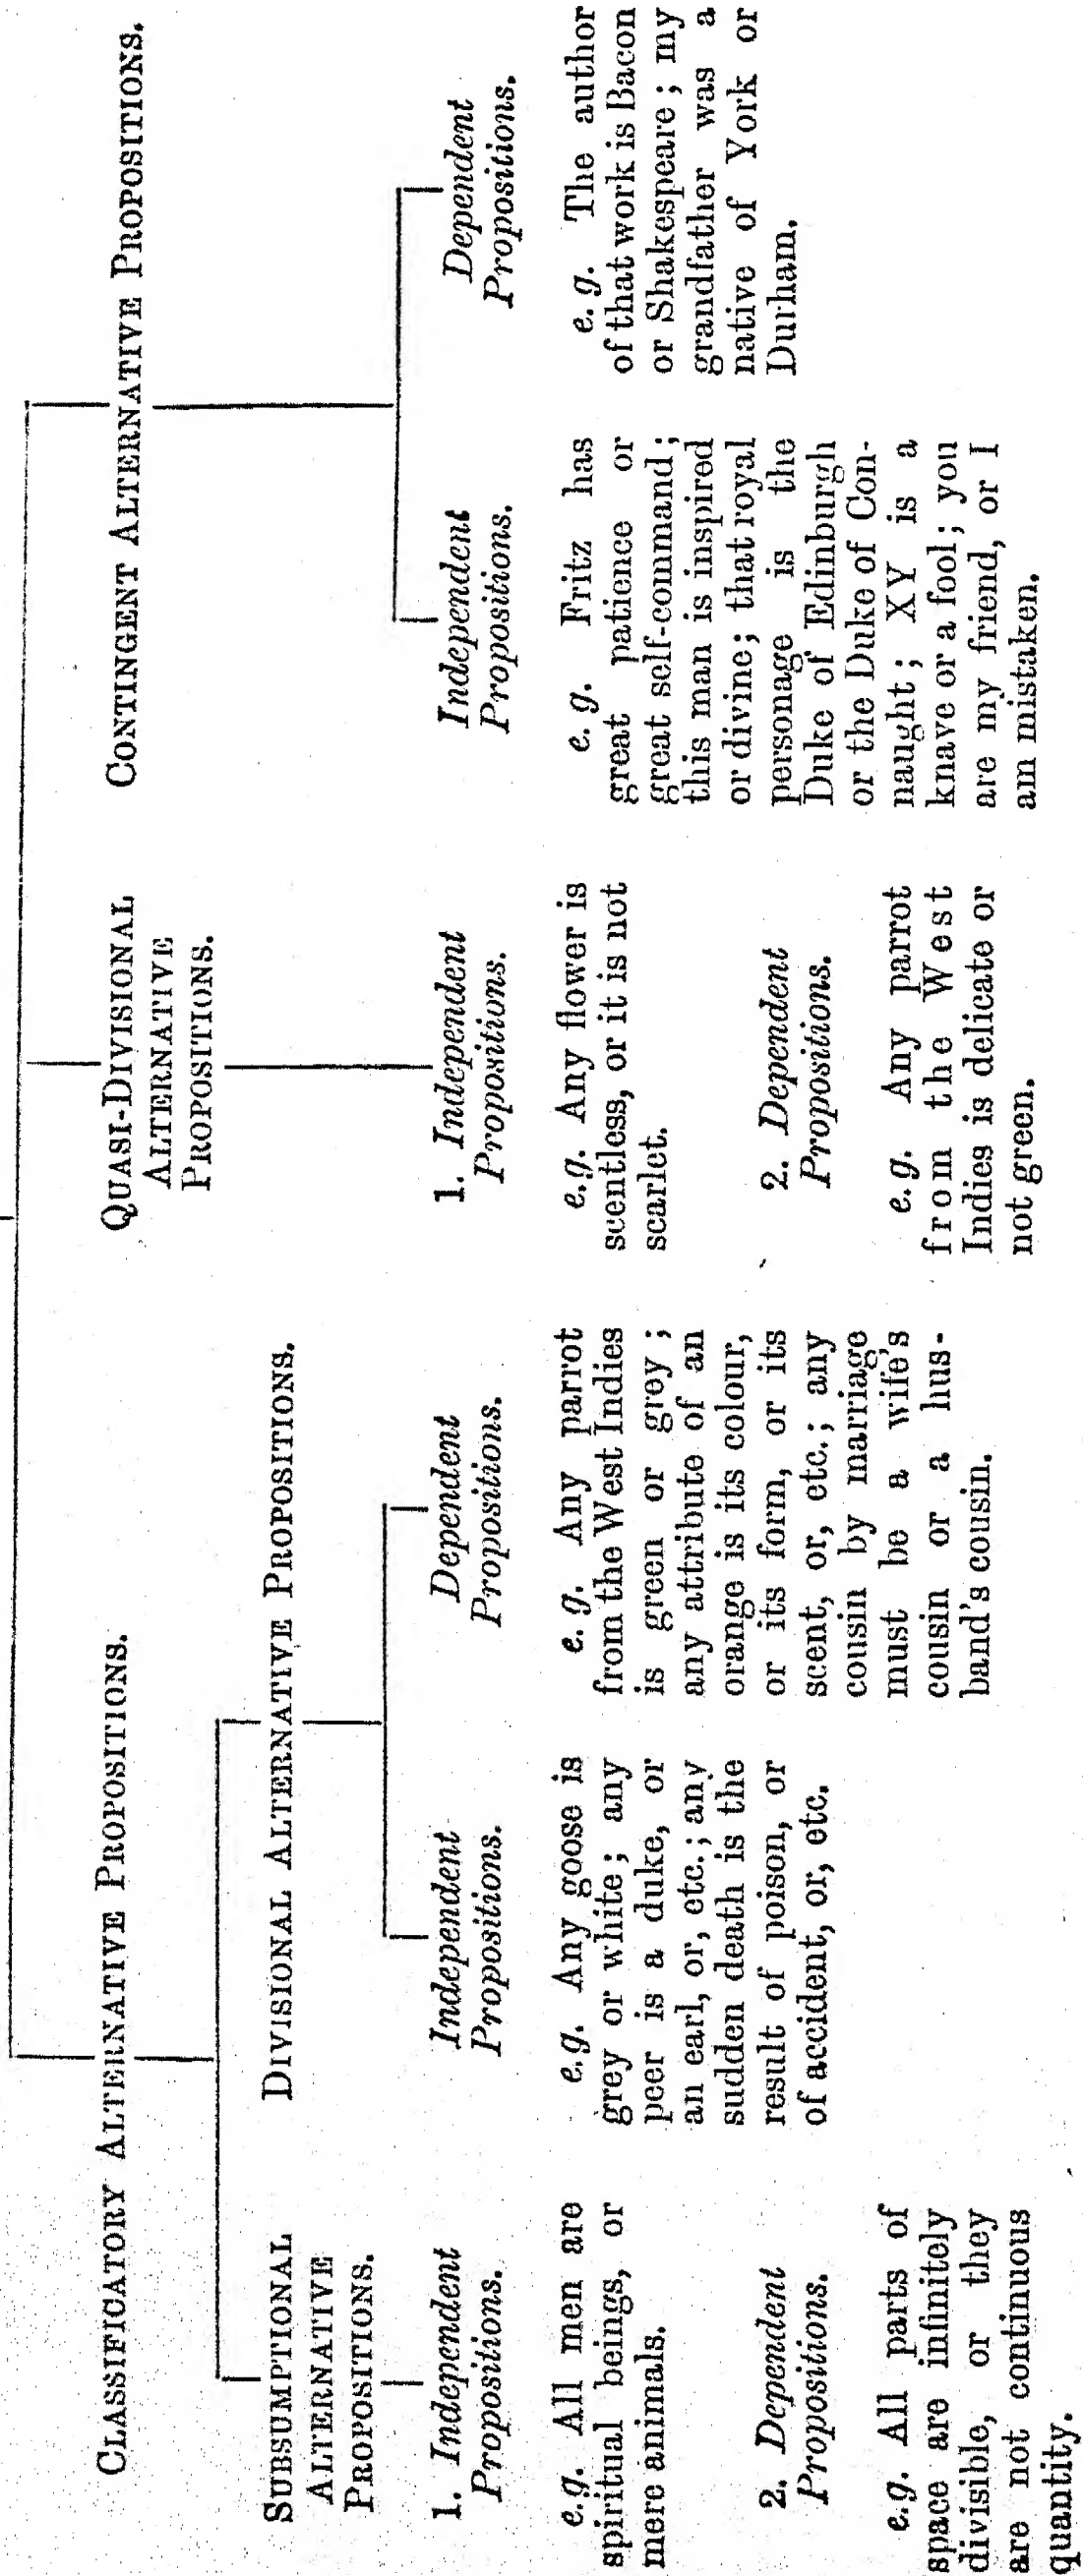 CLASSIFICATORY ALTERNATIVE PROPOSITIONS.
SUBSUMPTIONAL
ALTERNATIVE
PROPOSITIONS.
1. Independent
Propositions.
e.g. All men are
spiritual beings, or
mere animals.
2. Dependent
Propositions.
e.g. All parts of
space are infinitely
divisible, or they
are not continuous
quantity.
DIVISIONAL ALTERNATIVE PROPOSITIONS.
Independent
Propositions.
e.g. Any goose is
grey or white; any
peer is a duke, or
an earl, or, etc.; any
sudden death is the
result of poison, or
of accident, or, etc.
Dependent
Propositions.
e.g. Any parrot
from the West Indies
is green or grey;
any attribute of an
orange is its colour,
or its form, or its
scent, or, etc.; any
cousin by marriage
must be a wife's
cousin or a hus-
band's cousin.
QUASI-DIVISIONAL
ALTERNATIVE
PROPOSITIONS.
1. Independent
Propositions.
e.g. Any flower is
scentless, or it is not
scarlet.
2. Dependent
Propositions.
e.g. Any parrot
from the West
Indies is delicate or
not green.
CONTINGENT ALTERNATIVE PROPOSITIONS.
Independent
Propositions.
e.g. Fritz has
great patience or
great self-command;
this man is inspired
or divine; that royal
personage is the
Duke of Edinburgh
or the Duke of Con-
naught; XY is a
knave or a fool; you
are my friend, or I
am mistaken.
Dependent
Propositions.
e.g. The author
of that work is Bacon
or Shakespeare; my
grandfather was a
native of York or
Durham.